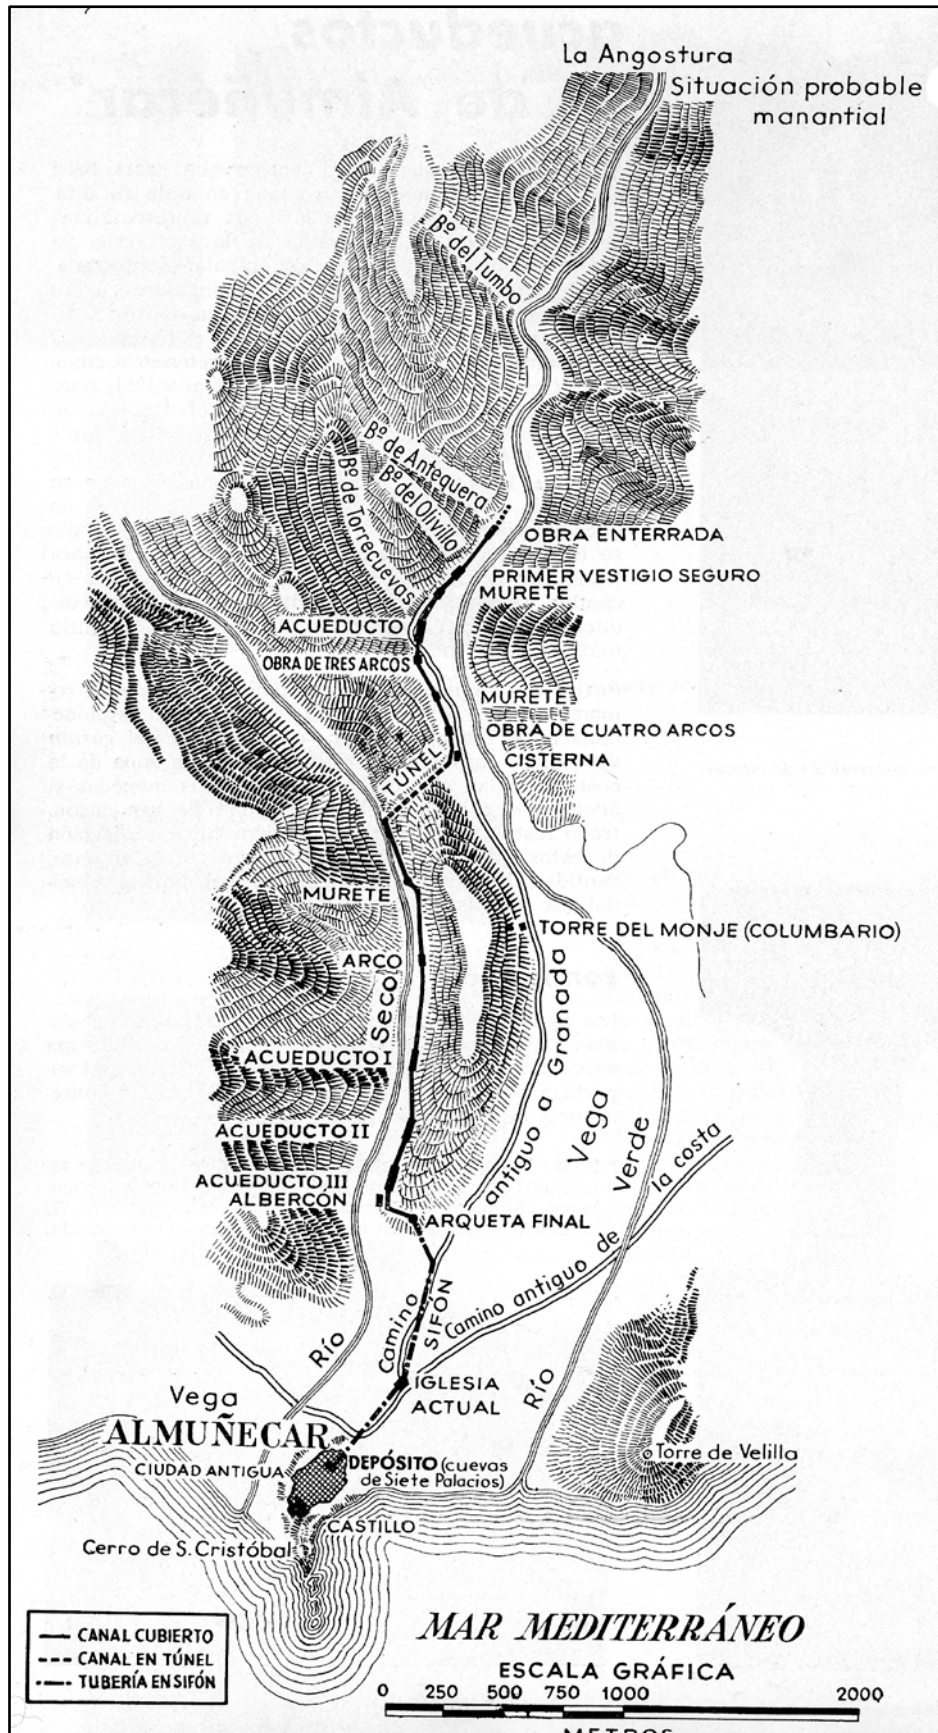 La Angostura
Situación probable
manantial
Bº del Tumbo
Bº de Antequera
Bº del Olivillo
Bº de Torrecuevas
OBRA ENTERRADA
PRIMER VESTIGIO SEGURO
MURETE
ACUEDUCTO
OBRA DE TRES ARCOS
MURETE
OBRA DE CUATRO ARCOS
CISTERNA
TÚNEL
MURETE
TORRE DEL MONJE (COLUMBARIO)
ARCO
Seco
ACUEDUCTO I
ACUEDUCTO II
ACUEDUCTO III
ALBERCÓN
ARQUETA FINAL
Camino
antiguo a Granada
Vega
Verde
Camino antiguo de la costa
SIFÓN
Río
Río
IGLESIA
ACTUAL
Vega
ALMUÑECAR
CIUDAD ANTIGUA
DEPÓSITO (cuevas
de Siete Palacios)
Torre de Velilla
CASTILLO
Cerro de S. Cristóbal
CANAL CUBIERTO
CANAL EN TÚNEL
TUBERÍA EN SIFÓN
MAR MEDITERRÁNEO
ESCALA GRÁFICA
0 250 500 750 1000 2000
METROS